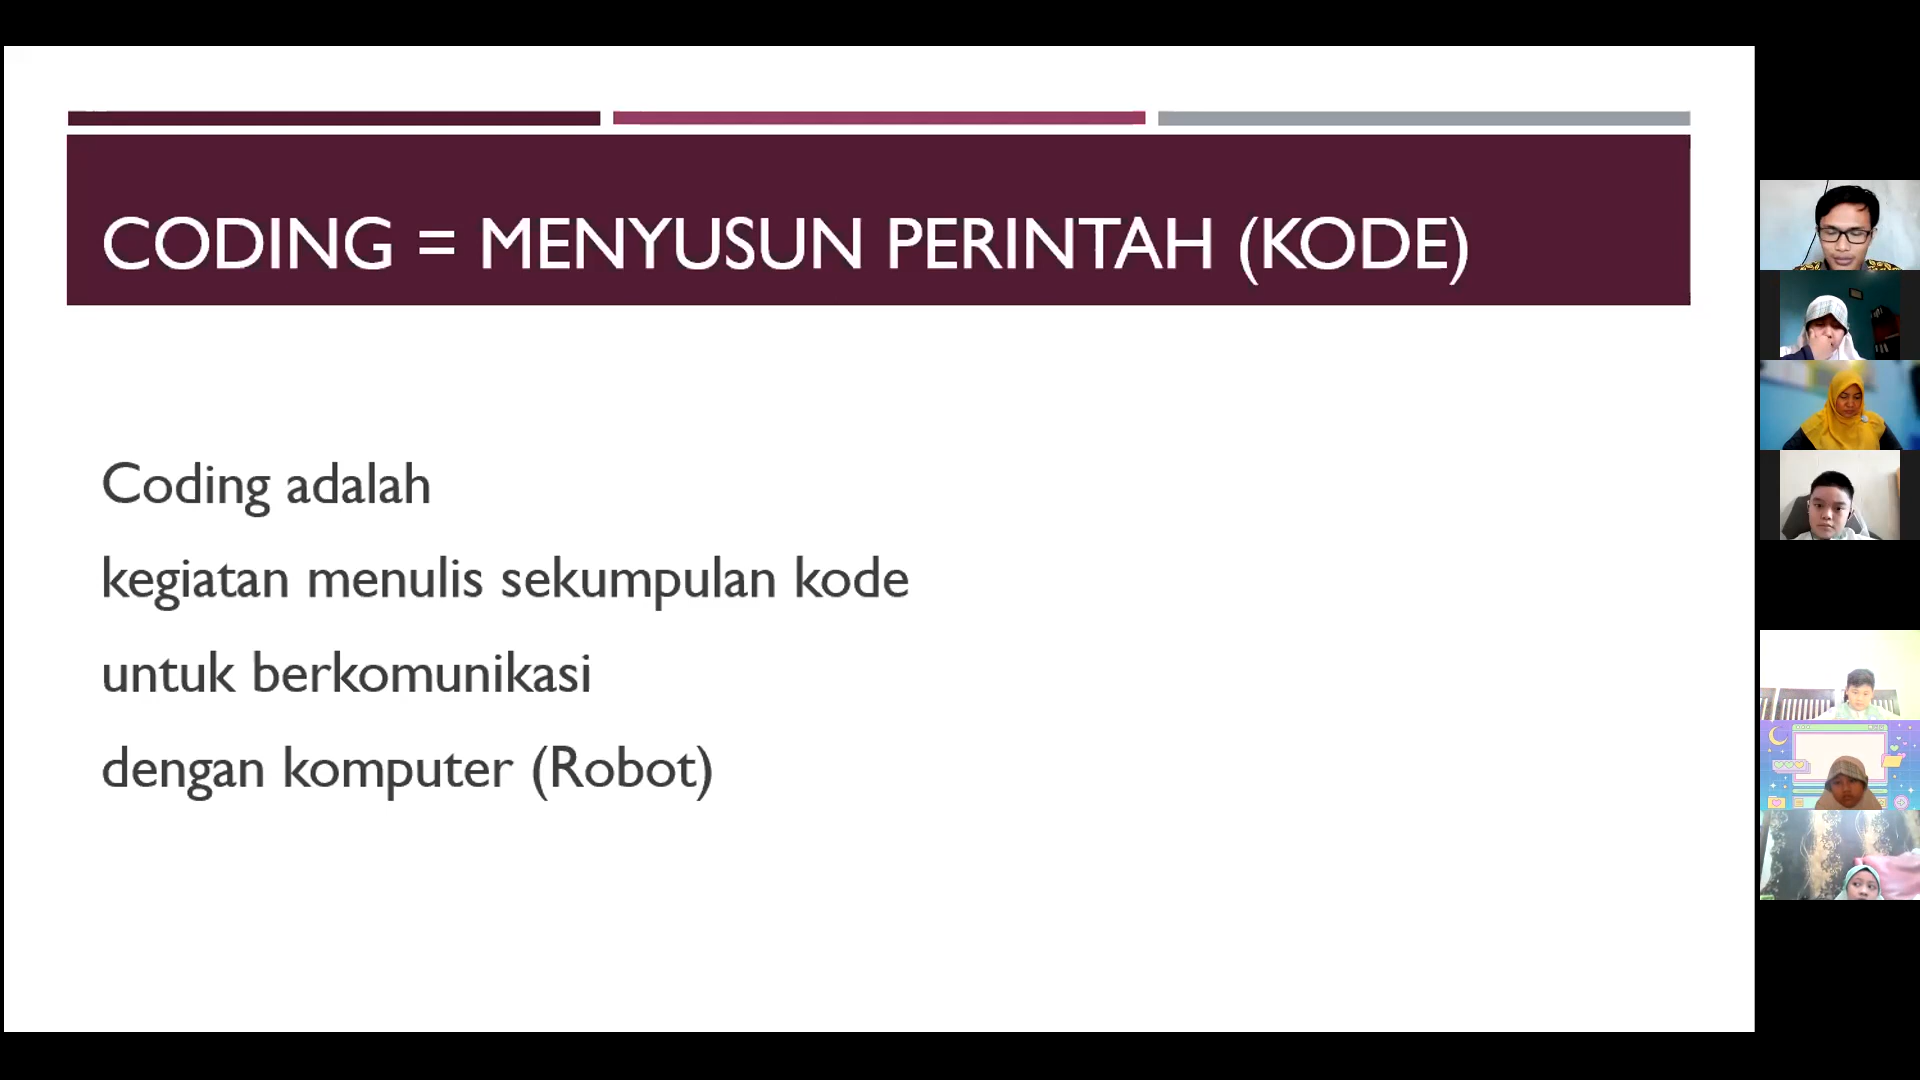 CODING = MENYUSUN PERINTAH (KODE)
Coding adalah
kegiatan menulis sekumpulan kode
untuk berkomunikasi
dengan komputer (Robot)